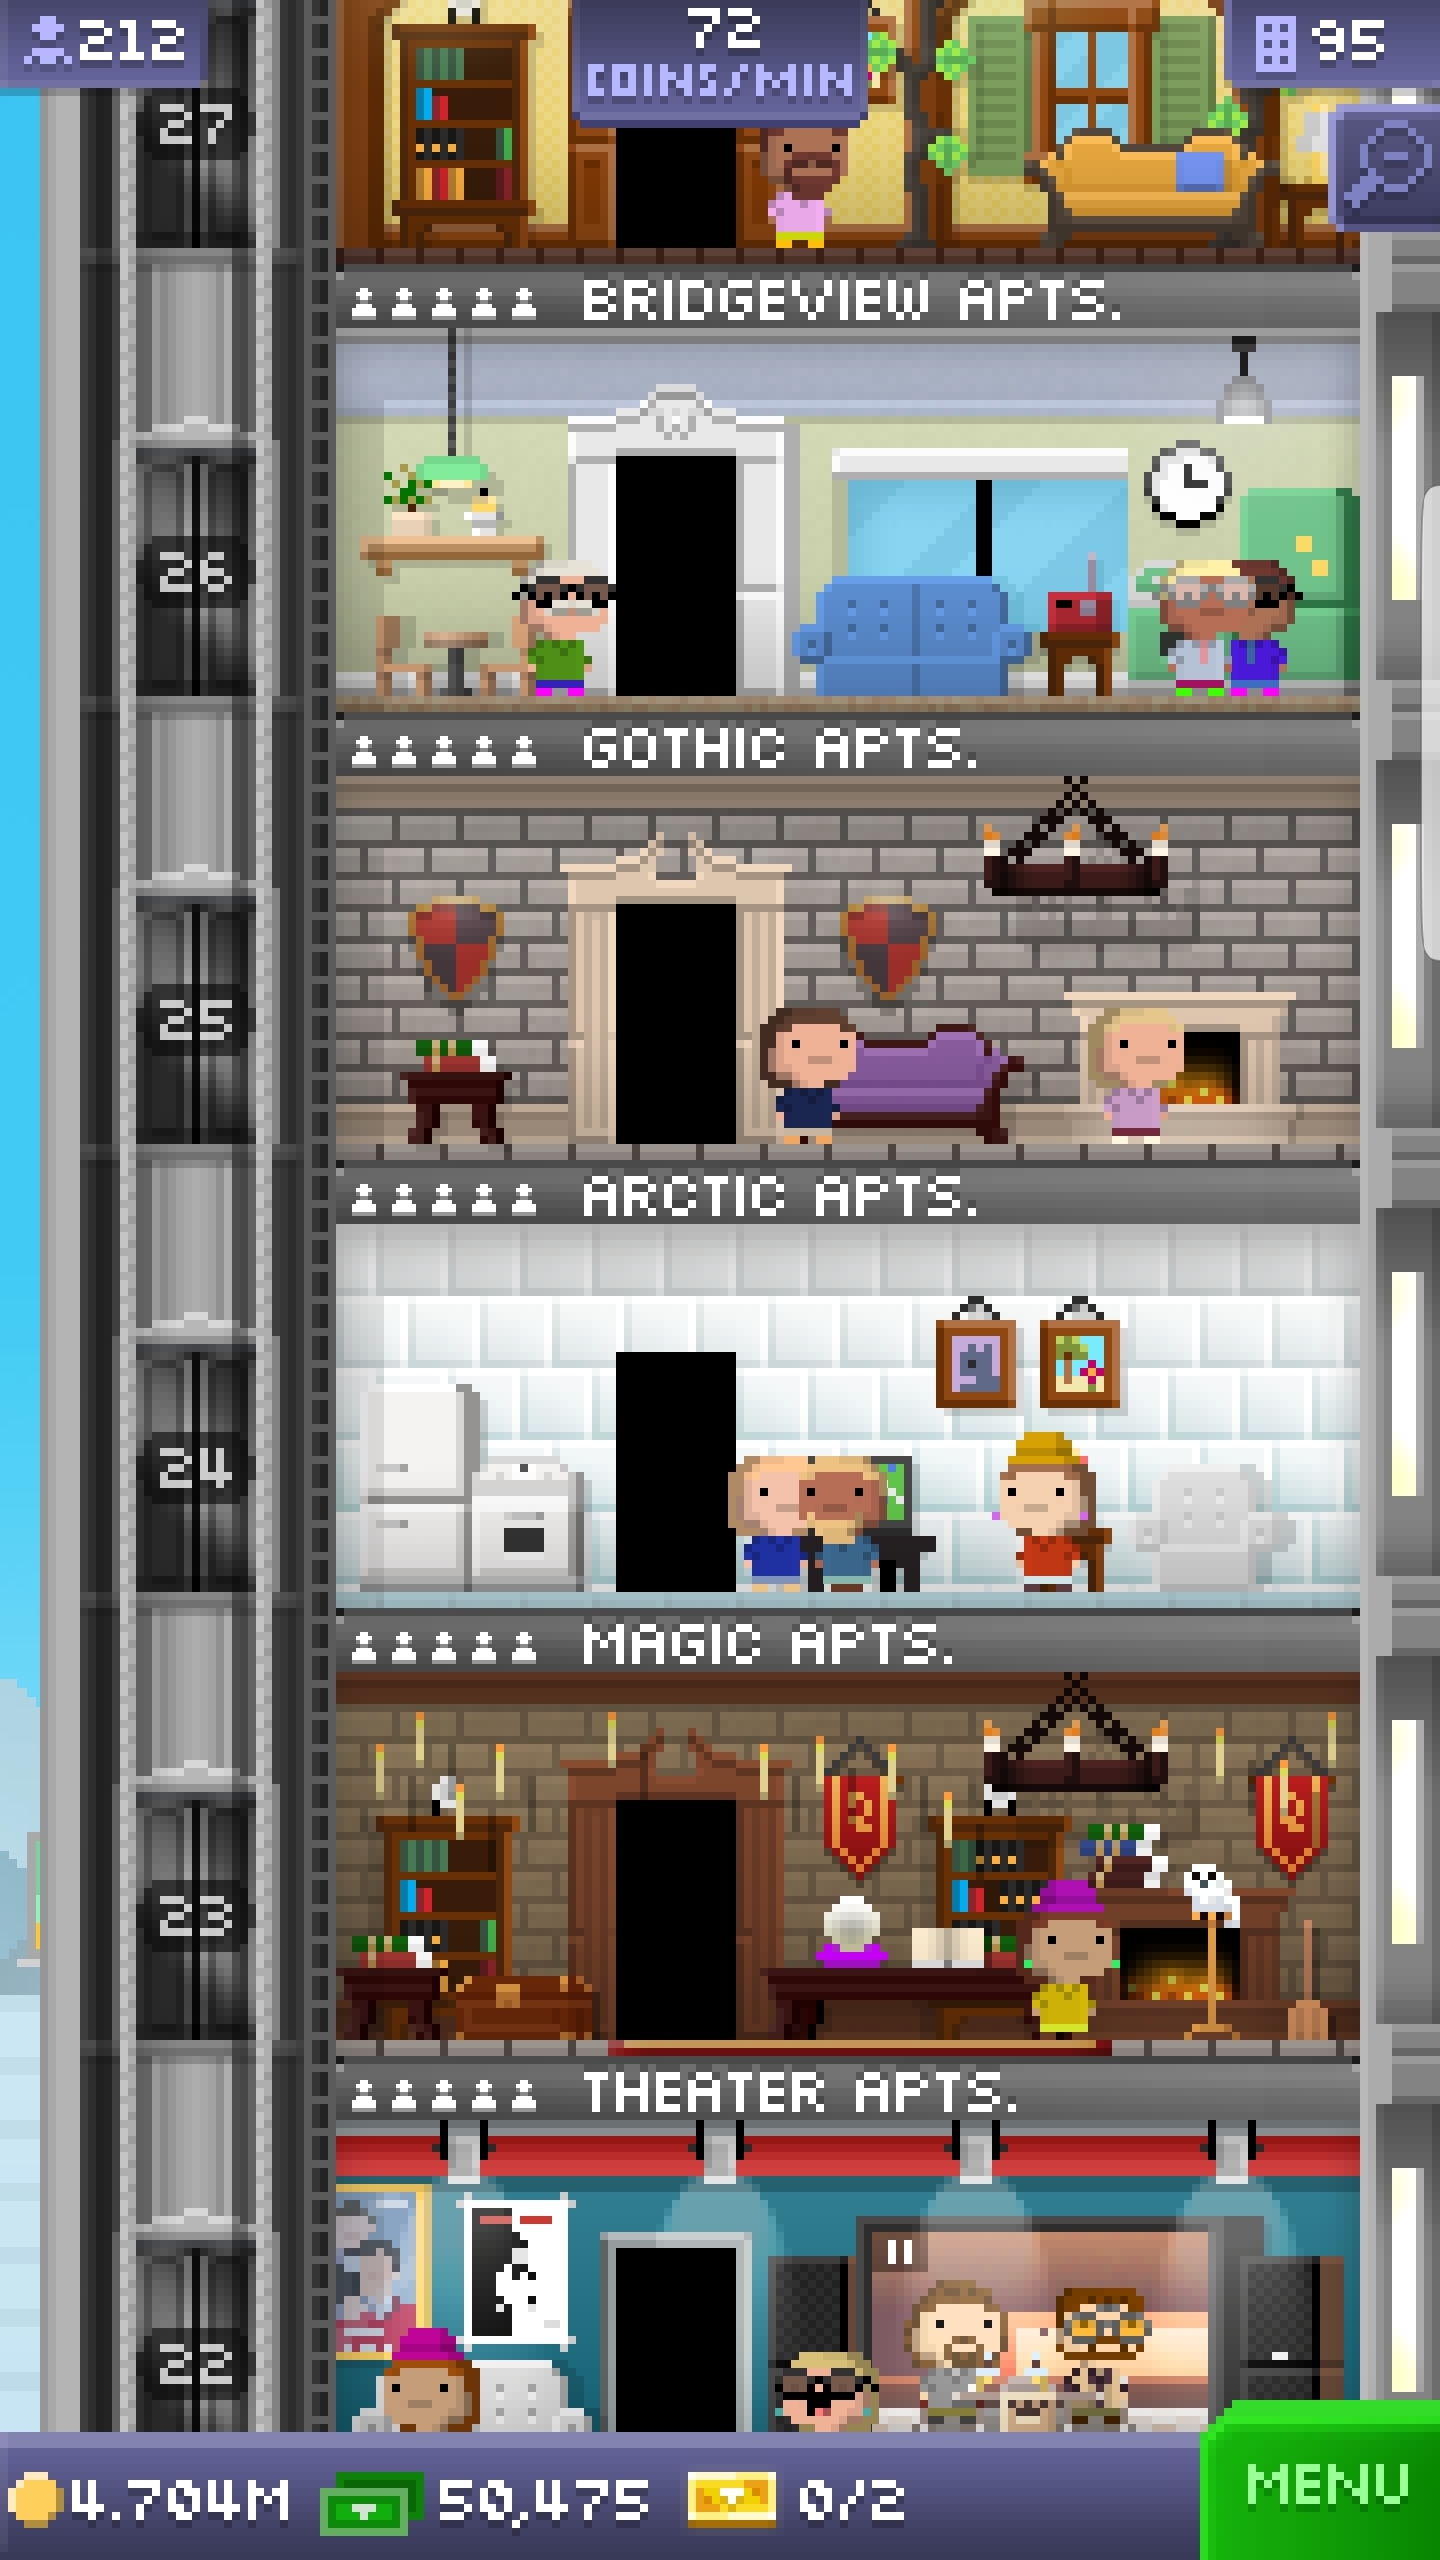 212
72
COINS/MIN
95
27
BRIDGEVIEW APTS.
26
GOTHIC APTS.
25
ARCTIC APTS.
24
MAGIC APTS.
23
THEATER APTS.
22
4.704M
50,475
0/2
MENU